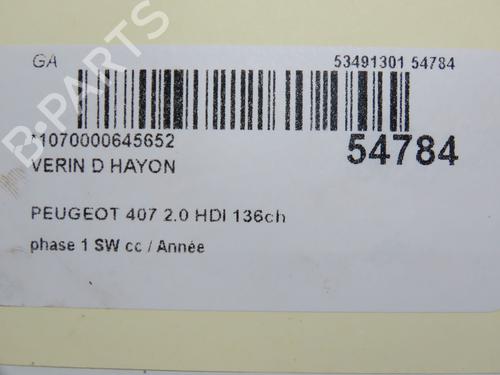 GA 53491301 54784
*1070000645652 54784
VERIN D HAYON
PEUGEOT 407 2.0 HDI 136ch
phase 1 SW cc / Année
B-PARTS